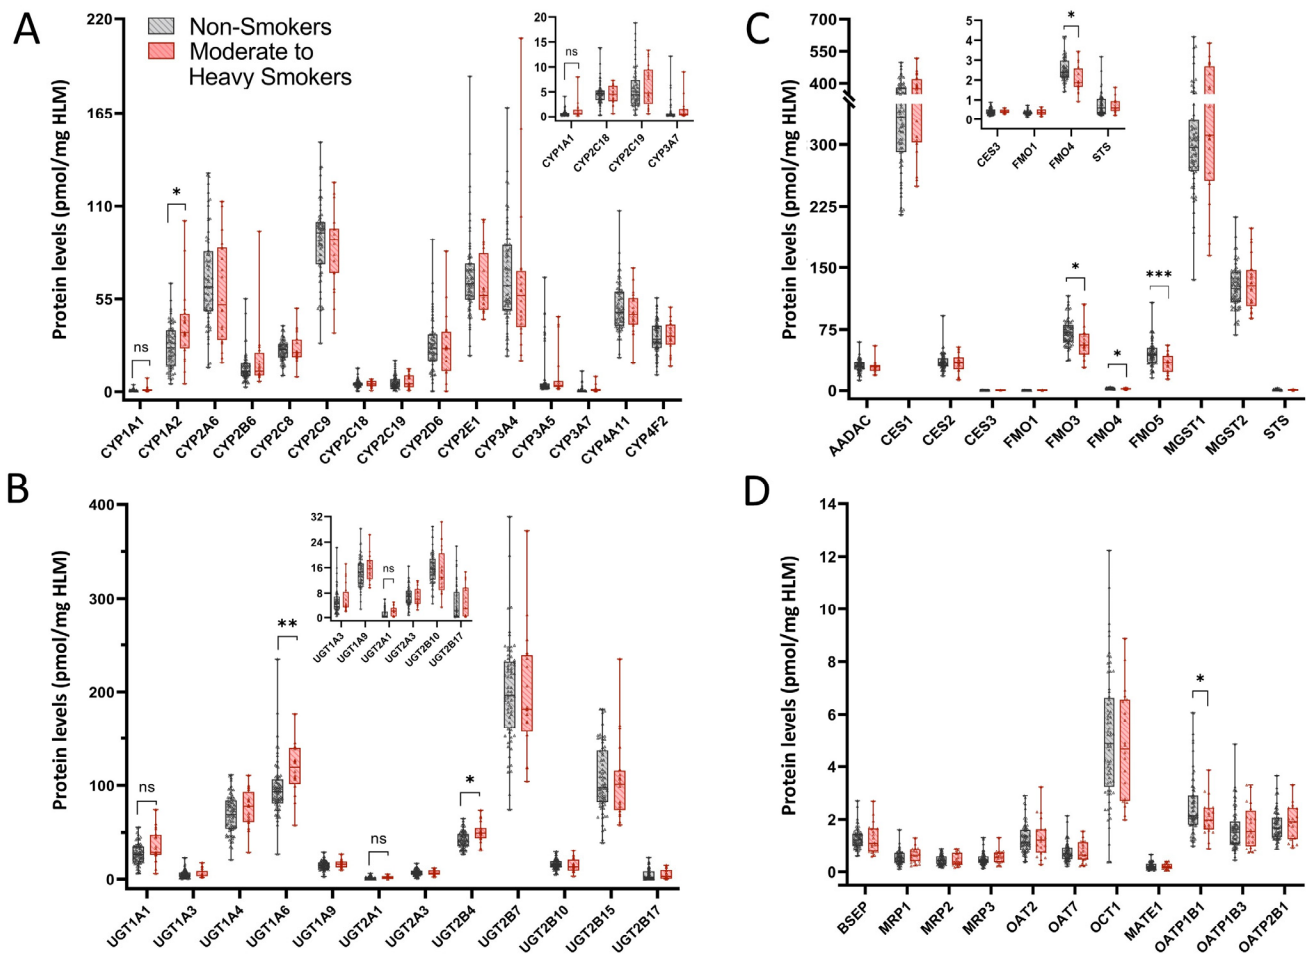 A
Non-Smokers
Moderate to
Heavy Smokers
Protein levels (pmol/mg HLM)
220
165
110
55
0
ns
*
CYP1A1
CYP1A2
CYP2A6
CYP2B6
CYP2C8
CYP2C9
CYP2C18
CYP2C19
CYP2D6
CYP2E1
CYP3A4
CYP3A5
CYP3A7
CYP4A11
CYP4F2
20
15
10
5
0
ns
CYP1A1
CYP2C18
CYP2C19
CYP3A7
C
Protein levels (pmol/mg HLM)
700
550
400
300
225
150
75
0
*
*
***
AADAC
CES1
CES2
CES3
FMO1
FMO3
FMO4
FMO5
MGST1
MGST2
STS
5
4
3
2
1
0
*
CES3
FMO1
FMO4
STS
B
Protein levels (pmol/mg HLM)
400
300
200
100
0
ns
**
ns
*
UGT1A1
UGT1A3
UGT1A4
UGT1A6
UGT1A9
UGT2A1
UGT2A3
UGT2B4
UGT2B7
UGT2B10
UGT2B15
UGT2B17
32
24
16
8
0
ns
UGT1A3
UGT1A9
UGT2A1
UGT2A3
UGT2B10
UGT2B17
D
Protein levels (pmol/mg HLM)
14
12
10
8
6
4
2
0
*
BSEP
MRP1
MRP2
MRP3
OAT2
OAT7
OCT1
MATE1
OATP1B1
OATP1B3
OATP2B1